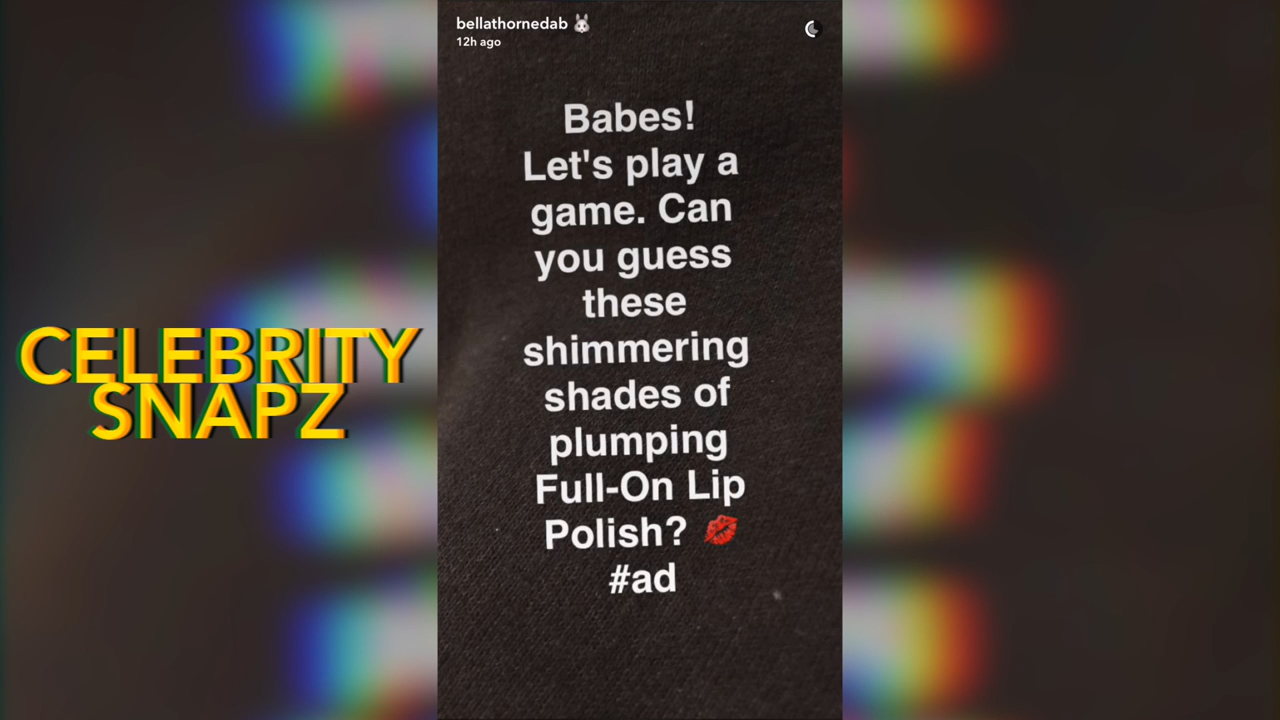 bellathornedab 🐰
12h ago
Babes!
Let's play a
game. Can
you guess
these
shimmering
shades of
plumping
Full-On Lip
Polish? 💋
#ad
CELEBRITY
SNAPZ